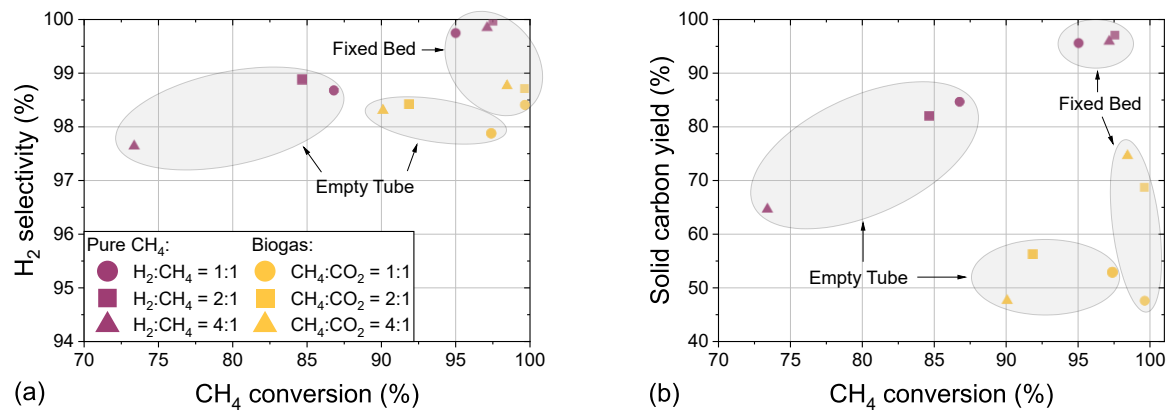 100
99
98
97
96
95
94
H₂ selectivity (%)
70 75 80 85 90 95 100
CH₄ conversion (%)
(a)
Fixed Bed
Empty Tube
Pure CH₄: Biogas:
H₂:CH₄ = 1:1 CH₄:CO₂ = 1:1
H₂:CH₄ = 2:1 CH₄:CO₂ = 2:1
H₂:CH₄ = 4:1 CH₄:CO₂ = 4:1
100
90
80
70
60
50
40
Solid carbon yield (%)
70 75 80 85 90 95 100
CH₄ conversion (%)
(b)
Fixed Bed
Empty Tube